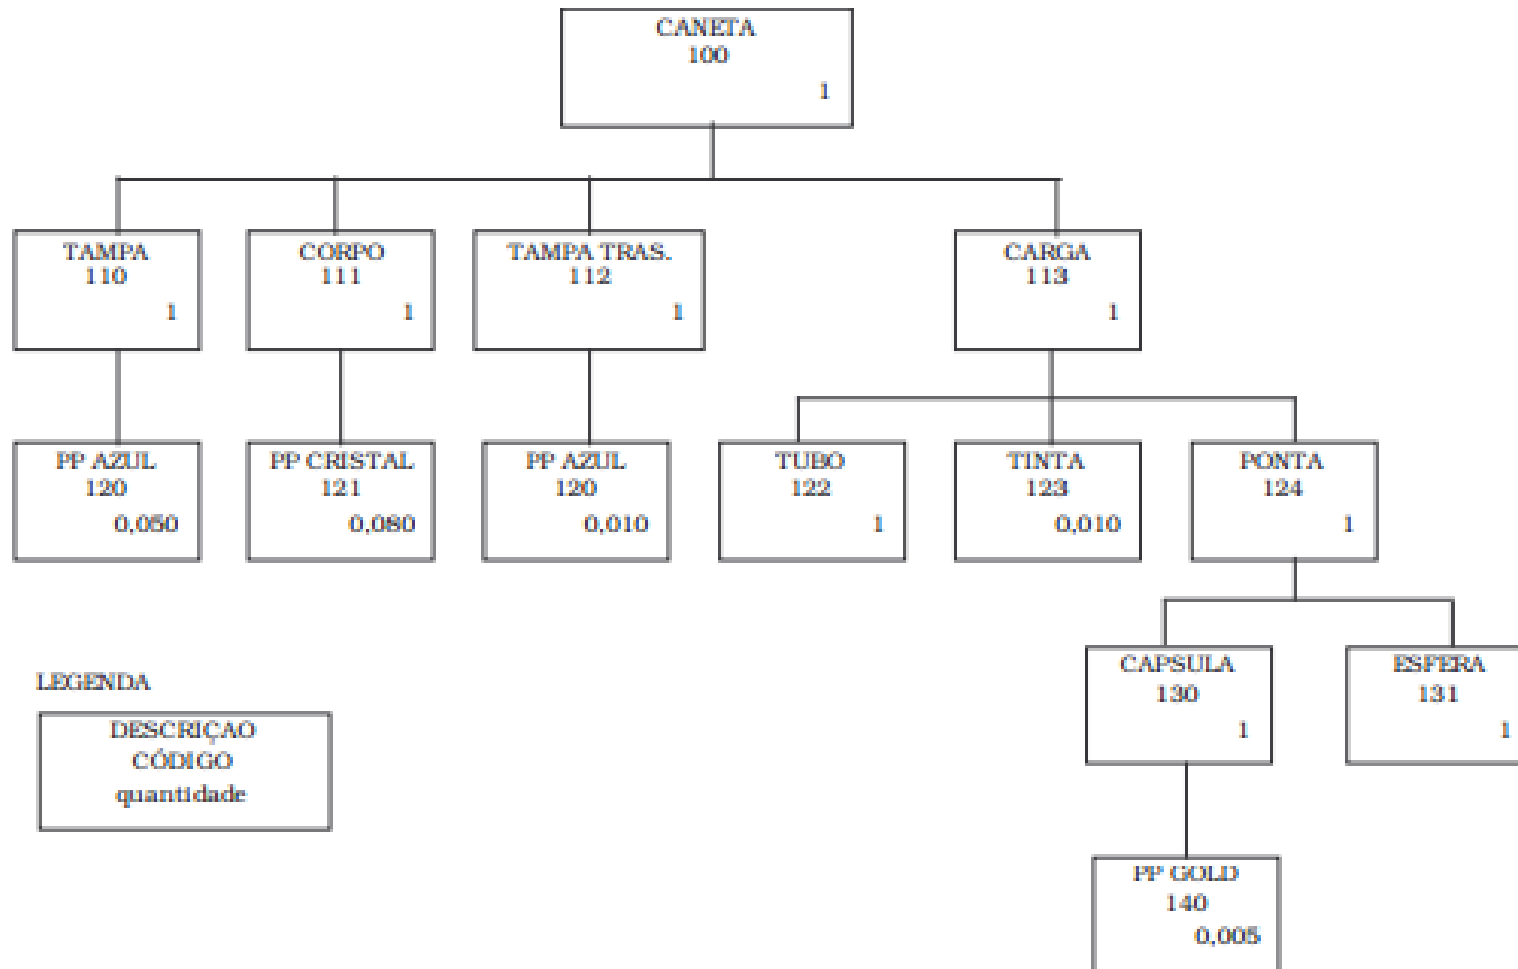 CANETA
100
1
TAMPA
110
1
CORPO
111
1
TAMPA TRAS.
112
1
CARGA
113
1
PP AZUL
120
0,050
PP CRISTAL
121
0,080
PP AZUL
120
0,010
TUBO
122
1
TINTA
123
0,010
PONTA
124
1
CAPSULA
130
1
ESFERA
131
1
LEGENDA
DESCRIÇAO
CÓDIGO
quantidade
PP GOLD
140
0,005